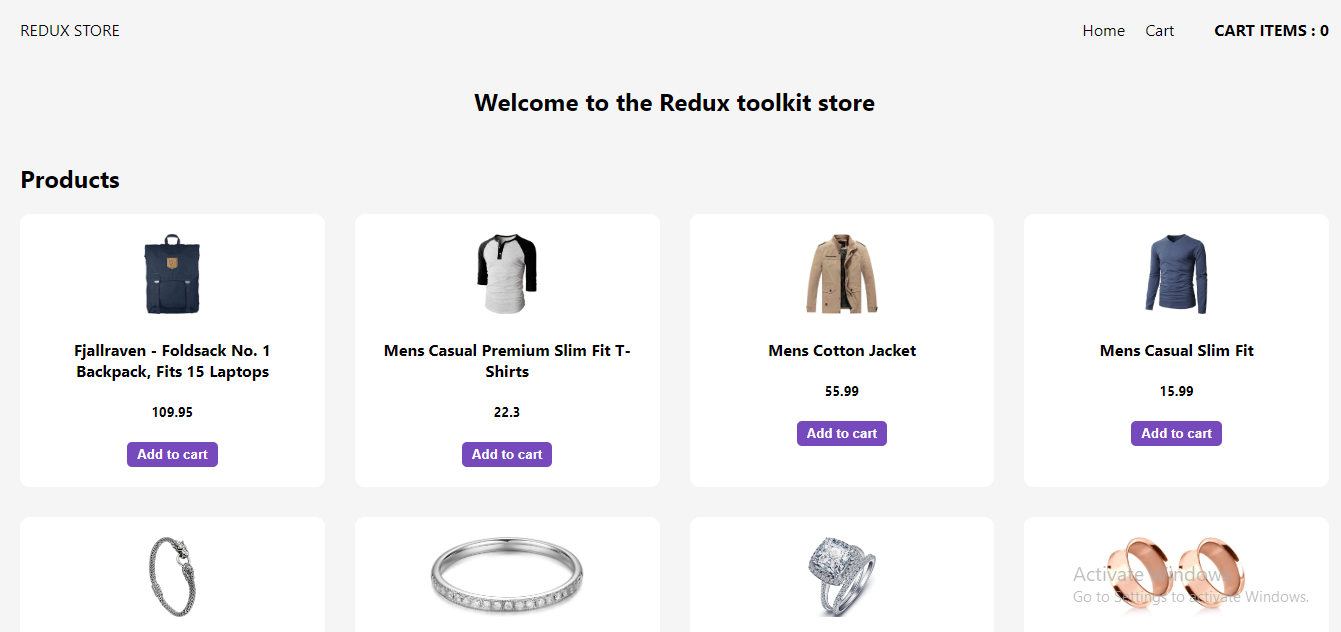 REDUX STORE
Home
Cart
CART ITEMS : 0
Welcome to the Redux toolkit store
Products
Fjallraven - Foldsack No. 1
Backpack, Fits 15 Laptops
109.95
Add to cart
Mens Casual Premium Slim Fit T-
Shirts
22.3
Add to cart
Mens Cotton Jacket
55.99
Add to cart
Mens Casual Slim Fit
15.99
Add to cart
Activate Windows
Go to Settings to activate Windows.